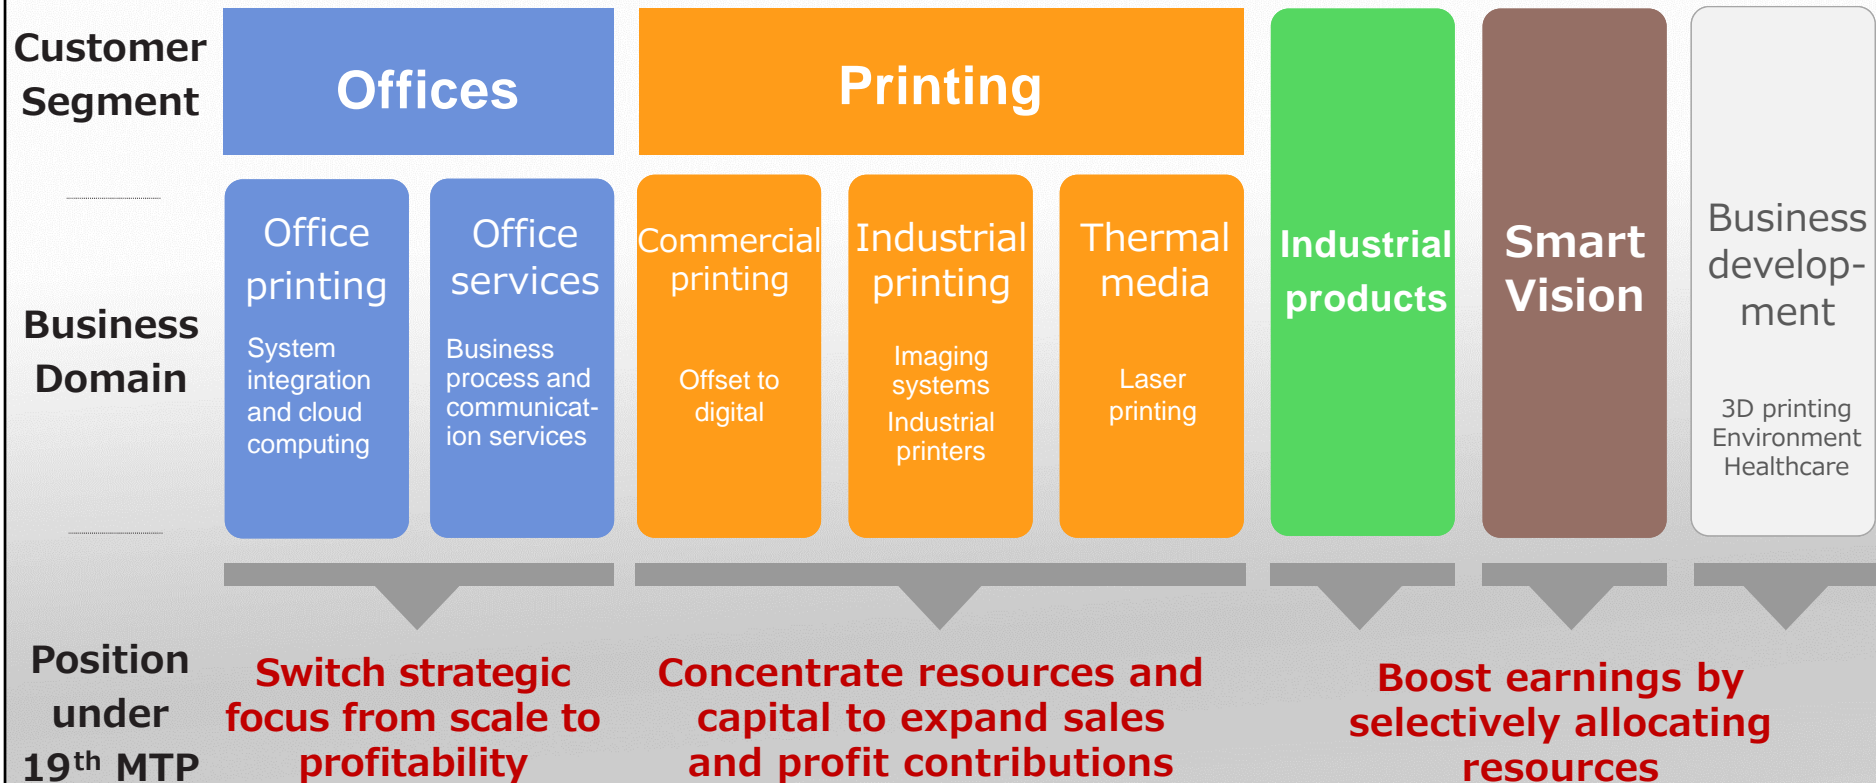 Customer
Segment
Offices
Printing
Business
Domain
Office
printing
System
integration
and cloud
computing
Office
services
Business
process and
communicat-
ion services
Commercial
printing
Offset to
digital
Industrial
printing
Imaging
systems
Industrial
printers
Thermal
media
Laser
printing
Industrial
products
Smart
Vision
Business
develop-
ment
3D printing
Environment
Healthcare
Position
under
19th MTP
Switch strategic
focus from scale to
profitability
Concentrate resources and
capital to expand sales
and profit contributions
Boost earnings by
selectively allocating
resources